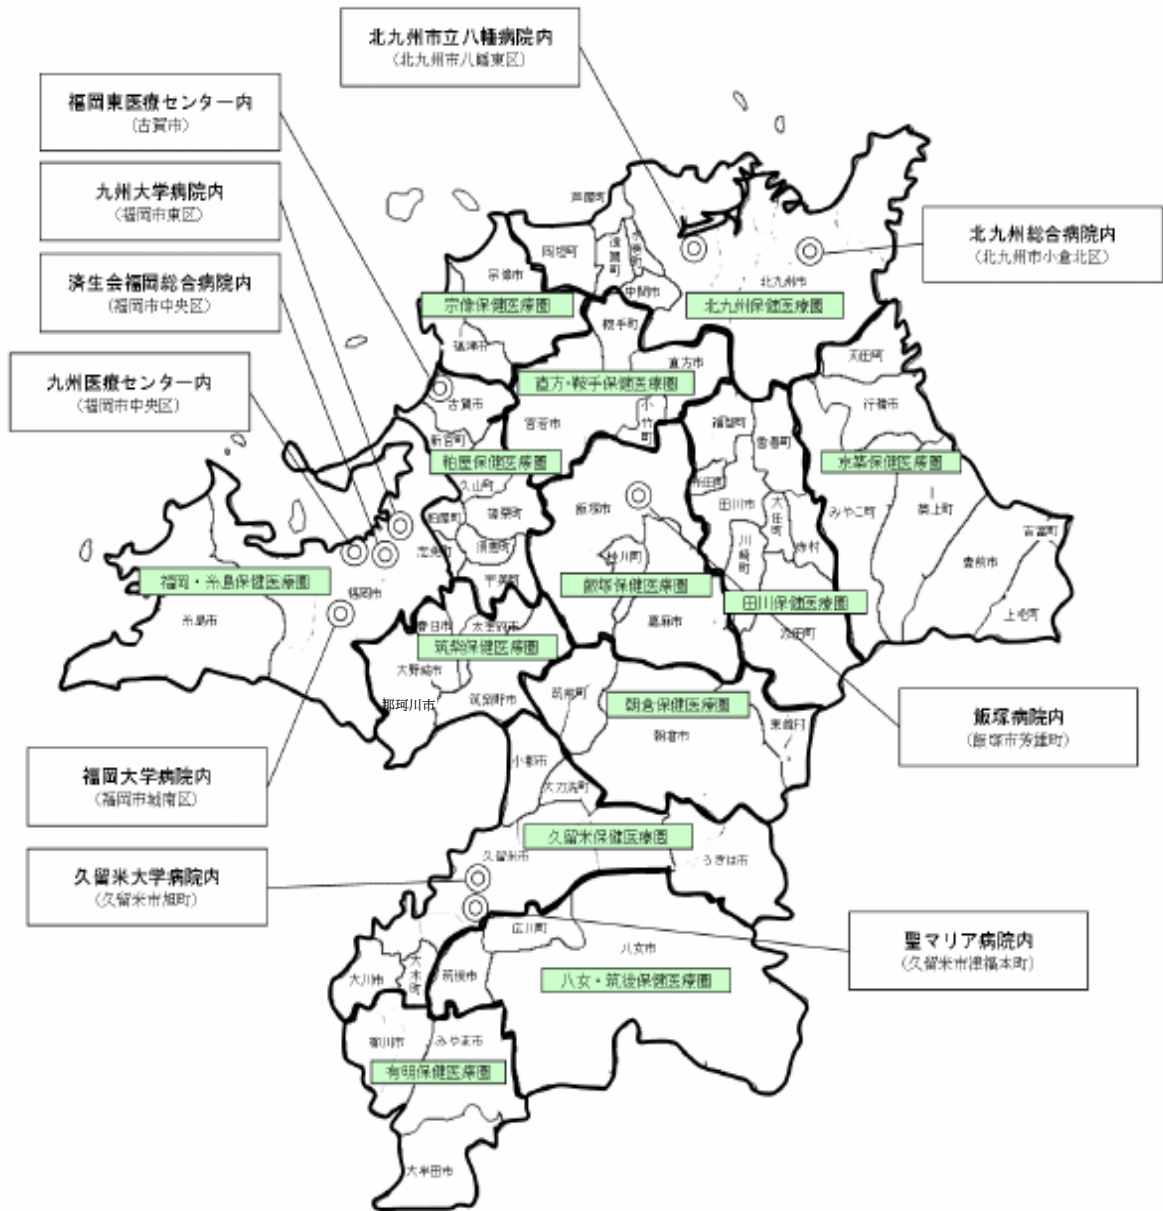 北九州市立八幡病院内
（北九州市八幡東区）
福岡東医療センター内
（古賀市）
九州大学病院内
（福岡市東区）
済生会福岡総合病院内
（福岡市中央区）
九州医療センター内
（福岡市中央区）
北九州総合病院内
（北九州市小倉北区）
芦屋町
岡垣町
遠賀町
水巻町
中間市
北九州市
北九州保健医療圏
宗像市
宗像保健医療圏
福津市
鞍手町
直方市
直方・鞍手保健医療圏
宮若市
小竹町
苅田町
行橋市
京築保健医療圏
みやこ町
築上町
豊前市
吉富町
上毛町
古賀市
新宮町
粕屋保健医療圏
久山町
粕屋町
篠栗町
志免町
須恵町
宇美町
飯塚市
桂川町
飯塚保健医療圏
嘉麻市
福智町
香春町
糸田町
田川市
大任町
川崎町
赤村
田川保健医療圏
添田町
福岡・糸島保健医療圏
福岡市
糸島市
春日市
太宰府市
筑紫保健医療圏
大野城市
那珂川市
筑紫野市
筑前町
朝倉保健医療圏
朝倉市
東峰村
飯塚病院内
（飯塚市芳雄町）
福岡大学病院内
（福岡市城南区）
小郡市
大刀洗町
久留米保健医療圏
久留米市
うきは市
久留米大学病院内
（久留米市旭町）
聖マリア病院内
（久留米市津福本町）
広川町
八女市
八女・筑後保健医療圏
大川市
大木町
筑後市
柳川市
みやま市
有明保健医療圏
大牟田市